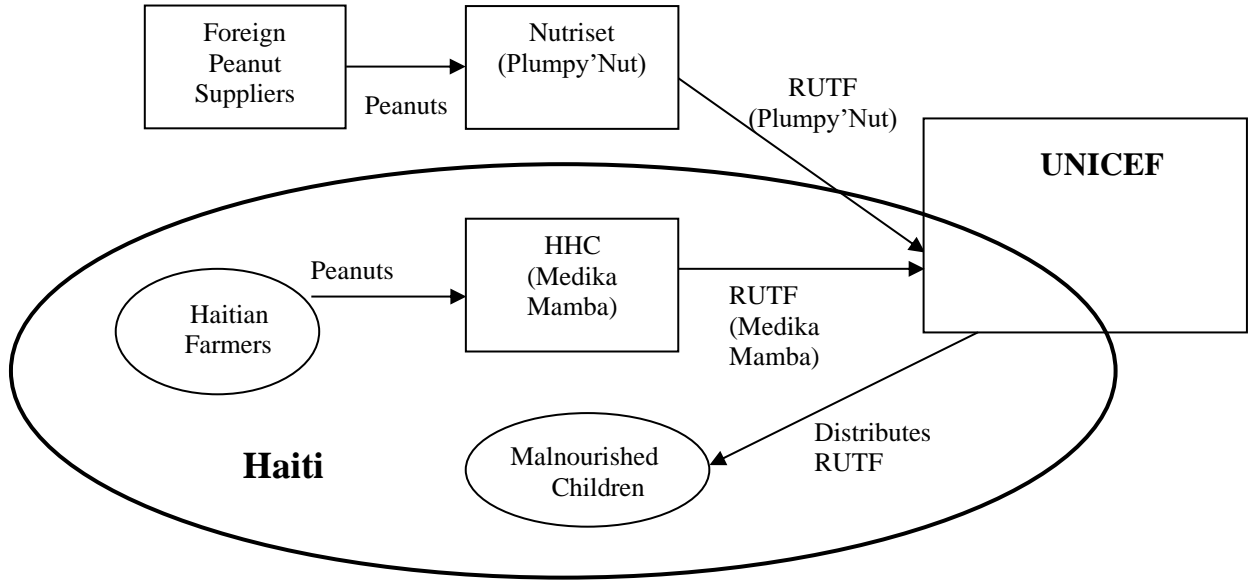 Foreign
Peanut
Suppliers
Peanuts
Nutriset
(Plumpy’Nut)
RUTF
(Plumpy’Nut)
UNICEF
Haitian
Farmers
Peanuts
HHC
(Medika
Mamba)
RUTF
(Medika
Mamba)
Distributes
RUTF
Malnourished
Children
Haiti